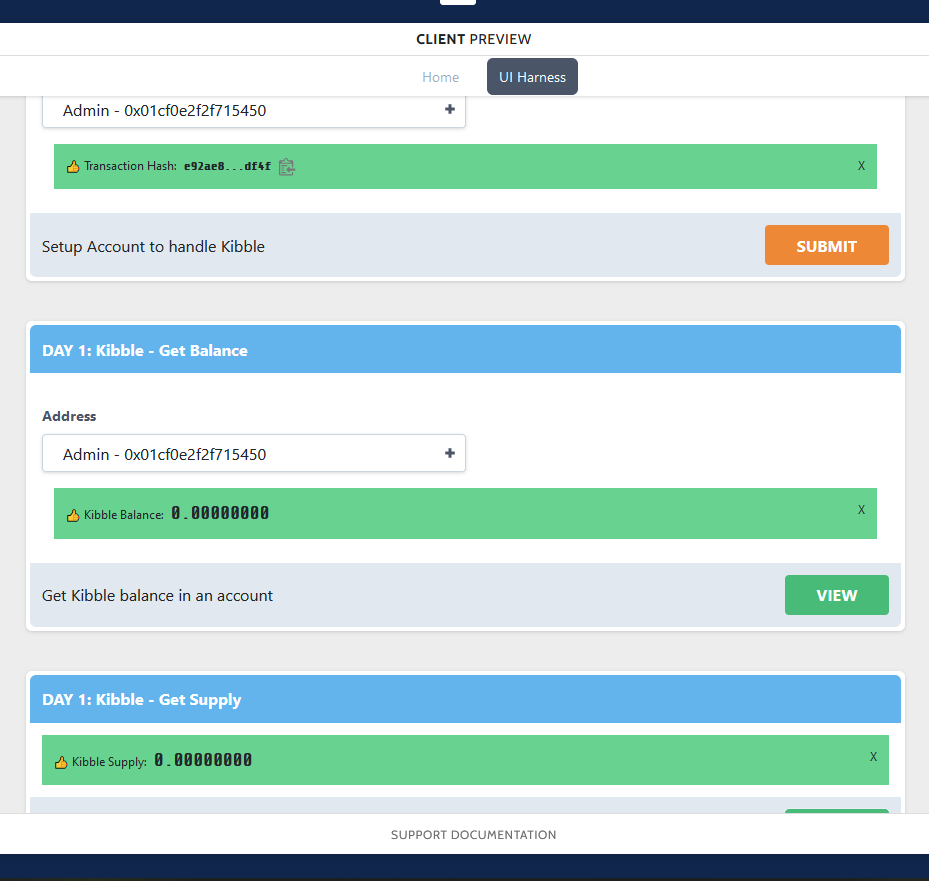 CLIENT PREVIEW
Home UI Harness
Admin - 0x01cf0e2f2f715450 +
Transaction Hash: e92ae8...df4f X
Setup Account to handle Kibble SUBMIT
DAY 1: Kibble - Get Balance
Address
Admin - 0x01cf0e2f2f715450 +
Kibble Balance: 0.00000000 X
Get Kibble balance in an account VIEW
DAY 1: Kibble - Get Supply
Kibble Supply: 0.00000000 X
SUPPORT DOCUMENTATION